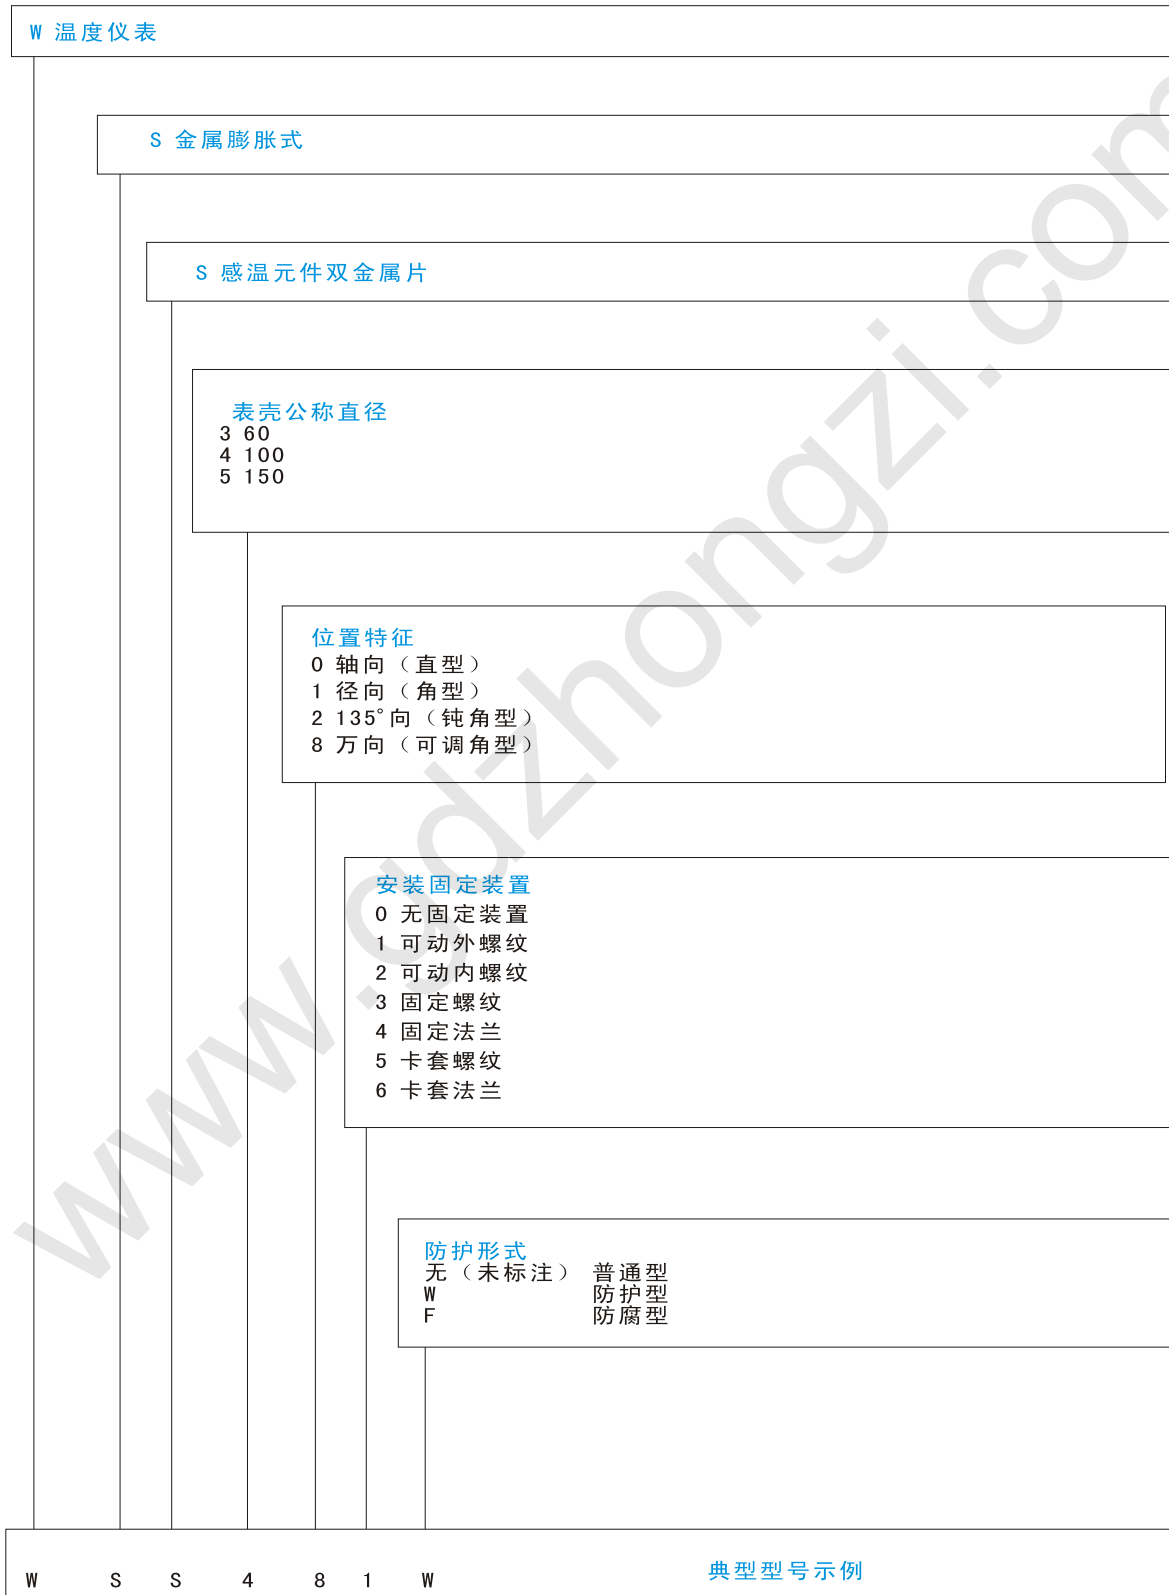 W 温度仪表
S 金属膨胀式
S 感温元件双金属片
表壳公称直径
3 60
4 100
5 150
位置特征
0 轴向（直型）
1 径向（角型）
2 135°向（钝角型）
8 万向（可调角型）
安装固定装置
0 无固定装置
1 可动外螺纹
2 可动内螺纹
3 固定螺纹
4 固定法兰
5 卡套螺纹
6 卡套法兰
防护形式
无（未标注） 普通型
W 防护型
F 防腐型
W S S 4 8 1 W 典型型号示例
www.gdzhongzi.com